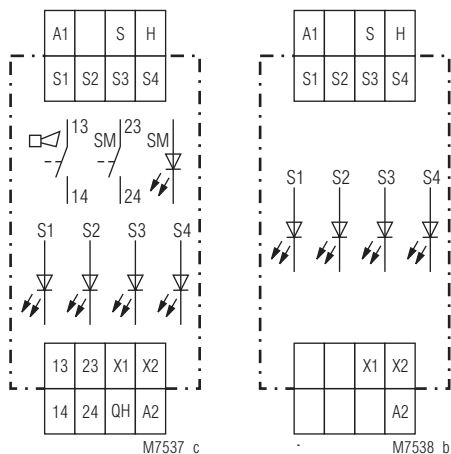 A1 S H
S1 S2 S3 S4
13 23
SM SM
14 24
S1 S2 S3 S4
13 23 X1 X2
14 24 QH A2
M7537 c
A1 S H
S1 S2 S3 S4
S1 S2 S3 S4
X1 X2
A2
M7538 b